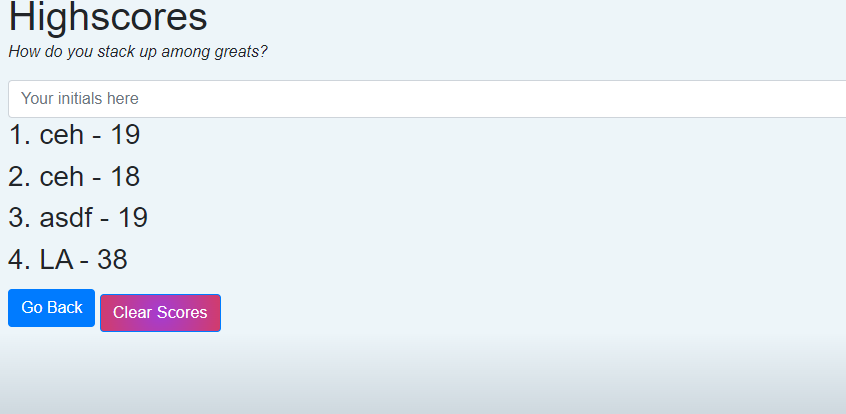 Highscores
How do you stack up among greats?
Your initials here
1. ceh - 19
2. ceh - 18
3. asdf - 19
4. LA - 38
Go Back Clear Scores